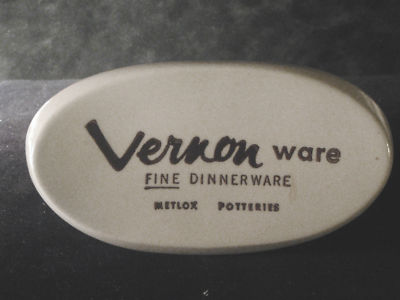 Vernon ware
FINE DINNERWARE
METLOX POTTERIES